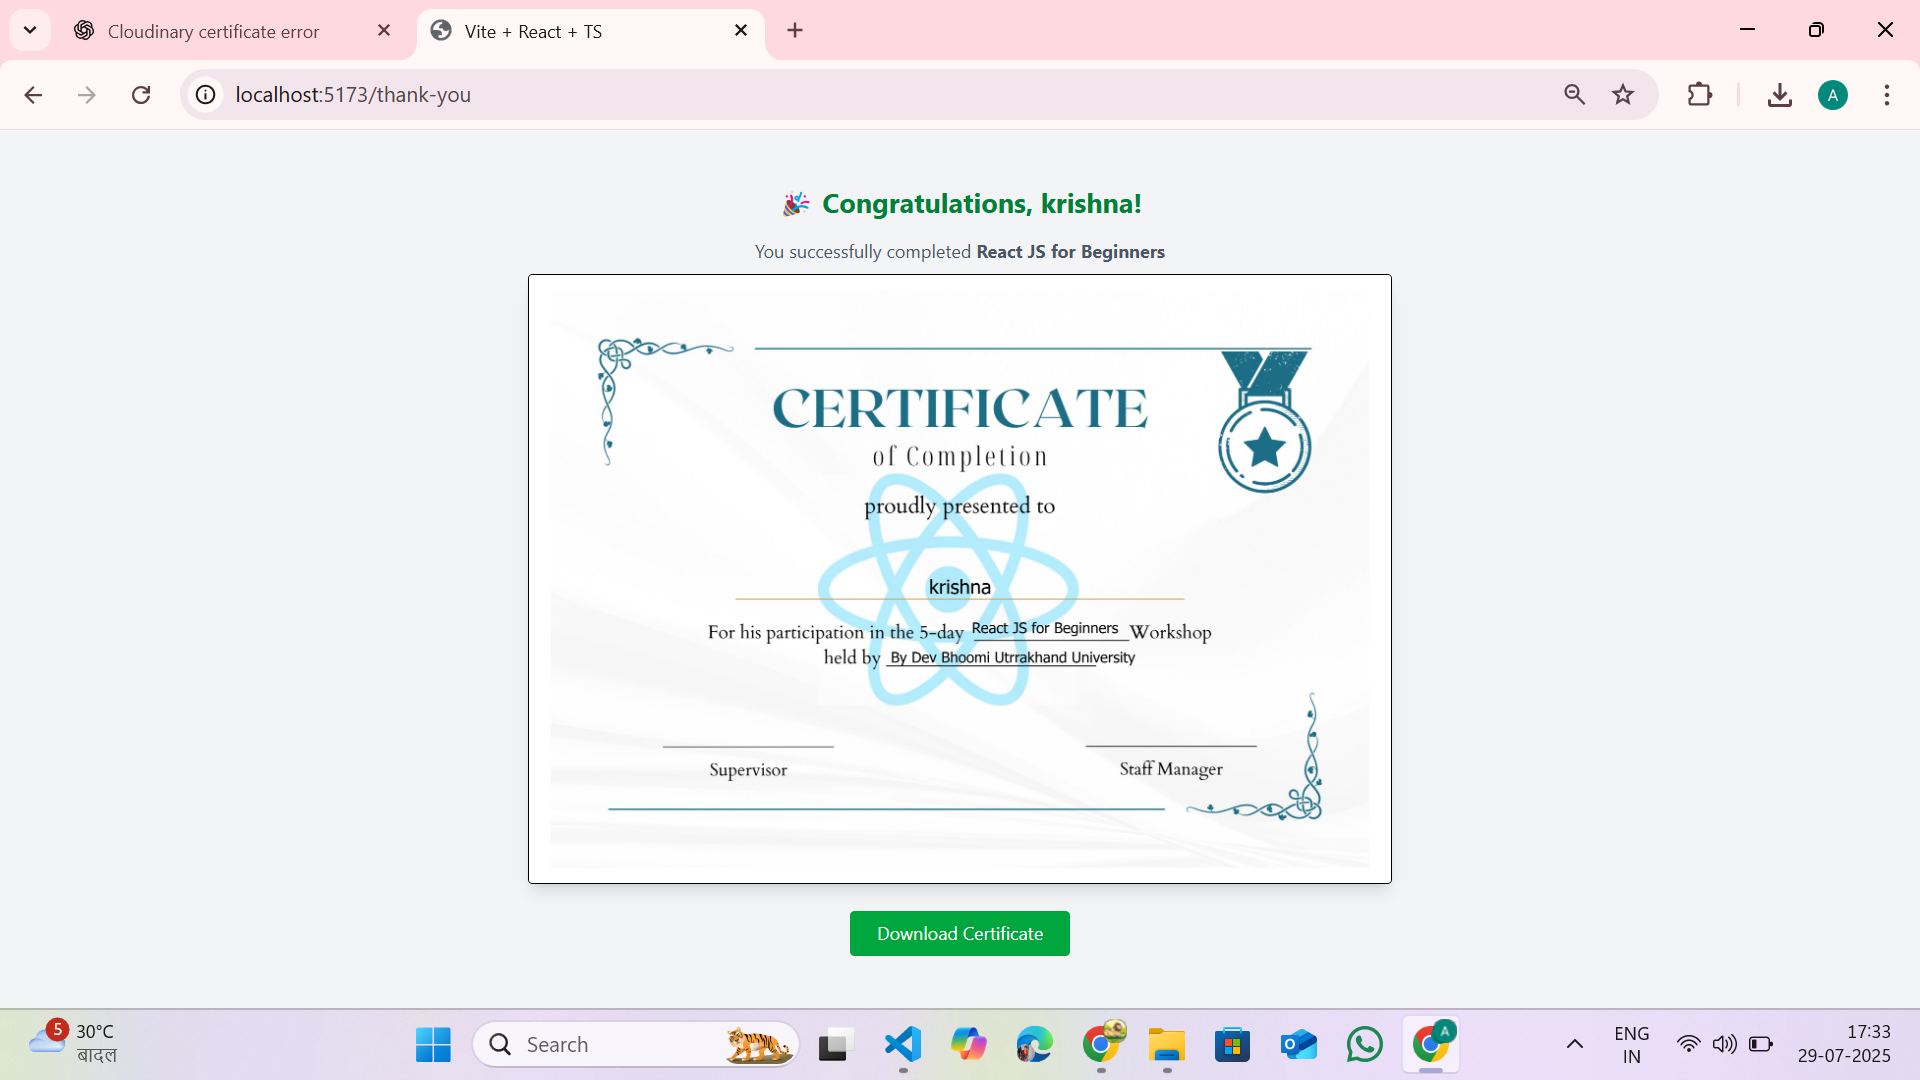 Cloudinary certificate error
Vite + React + TS
localhost:5173/thank-you
A
🎉 Congratulations, krishna!
You successfully completed React JS for Beginners
CERTIFICATE
of Completion
proudly presented to
krishna
For his participation in the 5-day React JS for Beginners Workshop
held by By Dev Bhoomi Utrrakhand University
Supervisor
Staff Manager
Download Certificate
5
30°C
बादल
Search
A
ENG
IN
17:33
29-07-2025